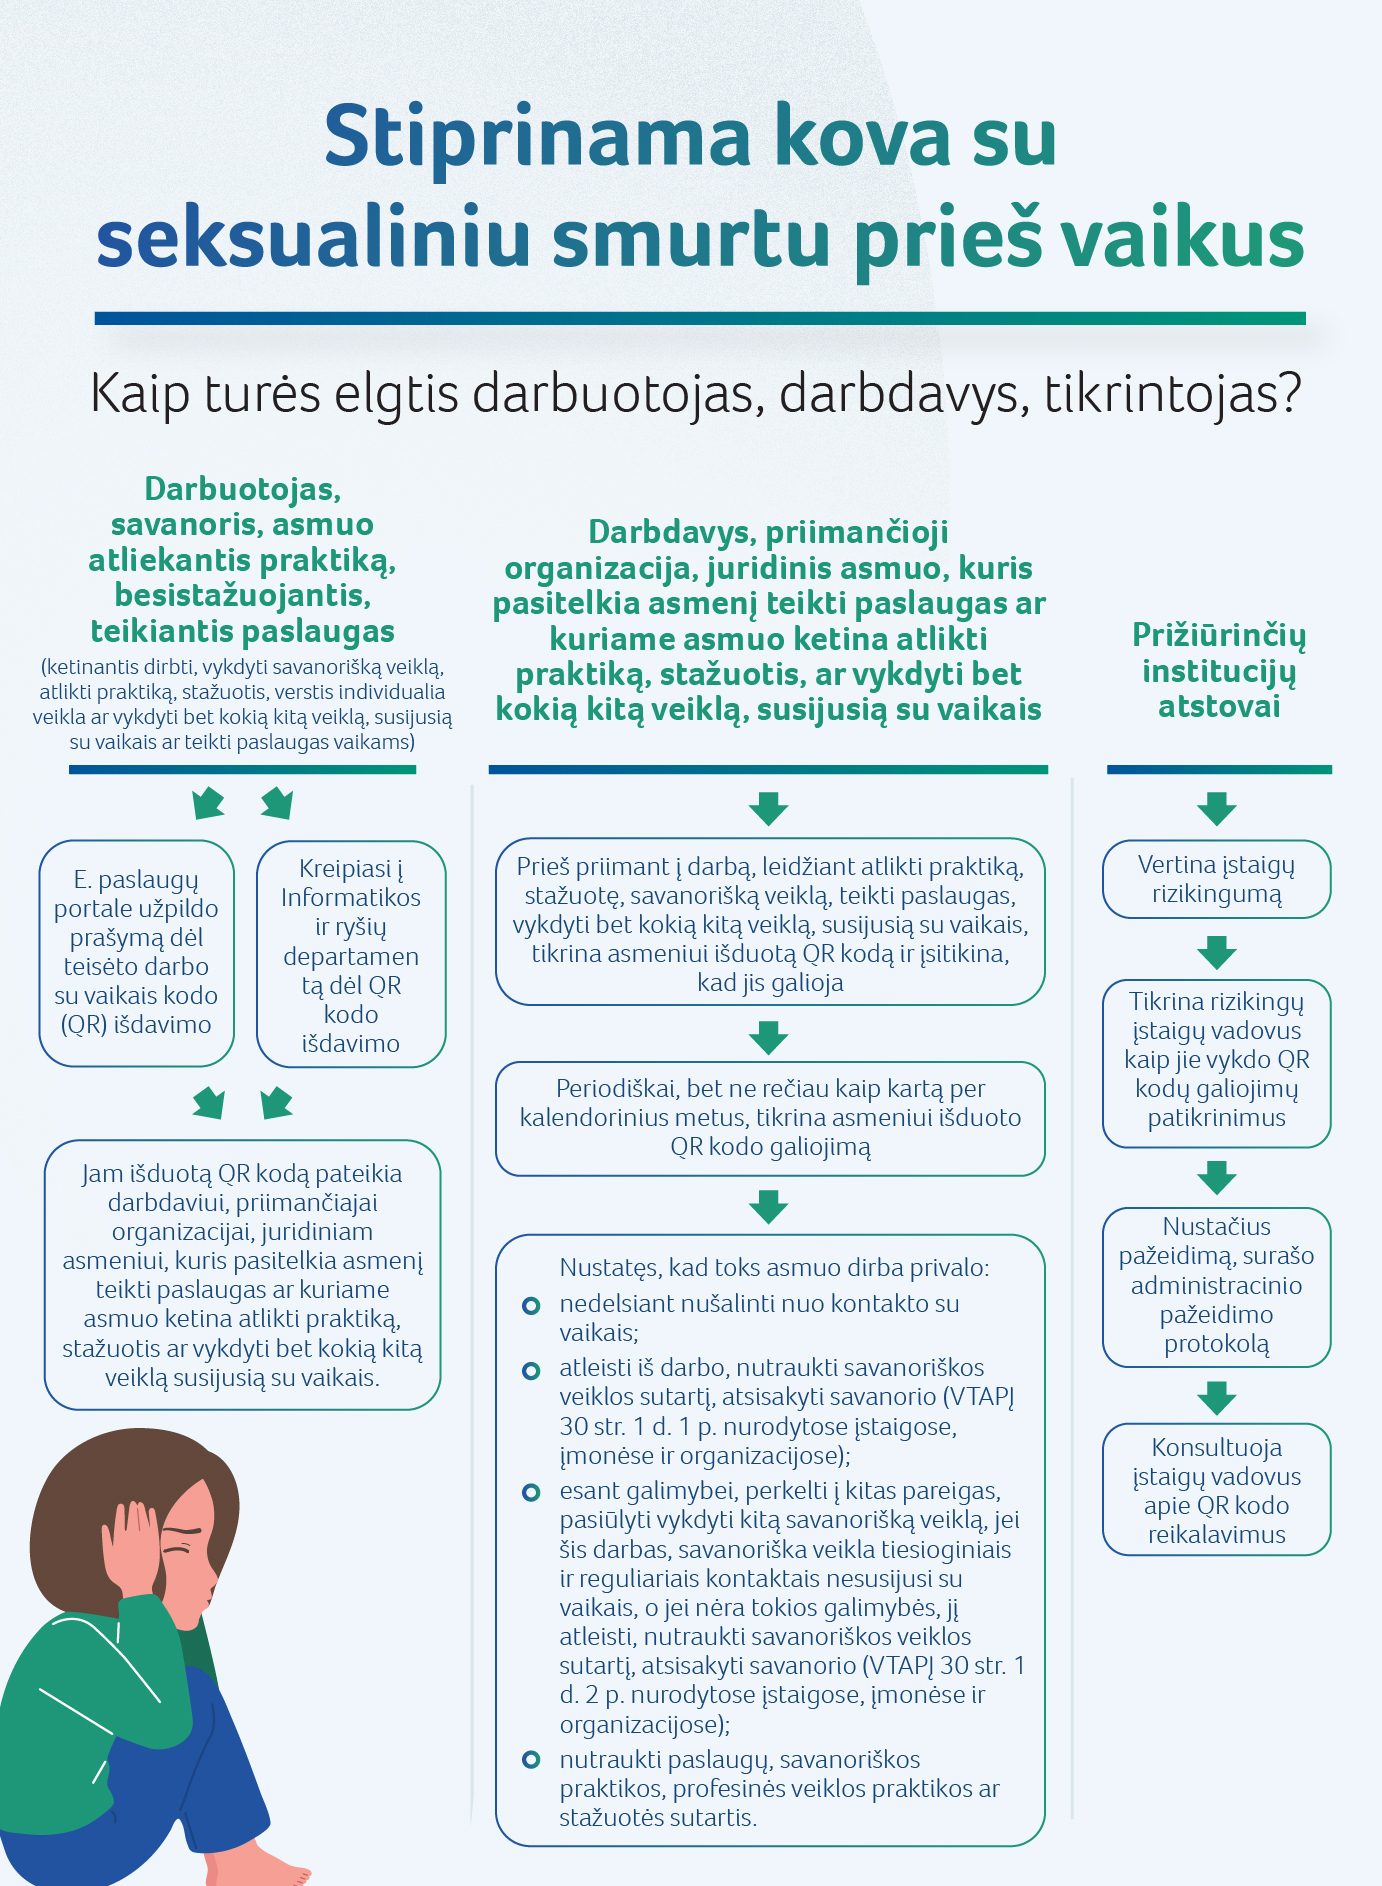 Stiprinama kova su
seksualiniu smurtu prieš vaikus
Kaip turės elgtis darbuotojas, darbdavys, tikrintojas?
Darbuotojas,
savanoris, asmuo
atliekantis praktiką,
besistažuojantis,
teikiantis paslaugas
(ketinantis dirbti, vykdyti savanorišką veiklą,
atlikti praktiką, stažuotis, verstis individualia
veikla ar vykdyti bet kokią kitą veiklą, susijusią
su vaikais ar teikti paslaugas vaikams)
E. paslaugų
portale užpildo
prašymą dėl
teisėto darbo
su vaikais kodo
(QR) išdavimo
Kreipiasi į
Informatikos
ir ryšių
departamen
tą dėl QR
kodo
išdavimo
Jam išduotą QR kodą pateikia
darbdaviui, priimančiajai
organizacijai, juridiniam
asmeniui, kuris pasitelkia asmenį
teikti paslaugas ar kuriame
asmuo ketina atlikti praktiką,
stažuotis ar vykdyti bet kokią kitą
veiklą susijusią su vaikais.
Darbdavys, priimančioji
organizacija, juridinis asmuo, kuris
pasitelkia asmenį teikti paslaugas ar
kuriame asmuo ketina atlikti
praktiką, stažuotis, ar vykdyti bet
kokią kitą veiklą, susijusią su vaikais
Prieš priimant į darbą, leidžiant atlikti praktiką,
stažuotę, savanorišką veiklą, teikti paslaugas,
vykdyti bet kokią kitą veiklą, susijusią su vaikais,
tikrina asmeniui išduotą QR kodą ir įsitikina,
kad jis galioja
Periodiškai, bet ne rečiau kaip kartą per
kalendorinius metus, tikrina asmeniui išduoto
QR kodo galiojimą
Nustatęs, kad toks asmuo dirba privalo:
nedelsiant nušalinti nuo kontakto su
vaikais;
atleisti iš darbo, nutraukti savanoriškos
veiklos sutartį, atsisakyti savanorio (VTAPĮ
30 str. 1 d. 1 p. nurodytose įstaigose,
įmonėse ir organizacijose);
esant galimybei, perkelti į kitas pareigas,
pasiūlyti vykdyti kitą savanorišką veiklą, jei
šis darbas, savanoriška veikla tiesioginiais
ir reguliariais kontaktais nesusijusi su
vaikais, o jei nėra tokios galimybės, jį
atleisti, nutraukti savanoriškos veiklos
sutartį, atsisakyti savanorio (VTAPĮ 30 str. 1
d. 2 p. nurodytose įstaigose, įmonėse ir
organizacijose);
nutraukti paslaugų, savanoriškos
praktikos, profesinės veiklos praktikos ar
stažuotės sutartis.
Prižiūrinčių
institucijų
atstovai
Vertina įstaigų
rizikingumą
Tikrina rizikingų
įstaigų vadovus
kaip jie vykdo QR
kodų galiojimų
patikrinimus
Nustačius
pažeidimą, surašo
administracinio
pažeidimo
protokolą
Konsultuoja
įstaigų vadovus
apie QR kodo
reikalavimus